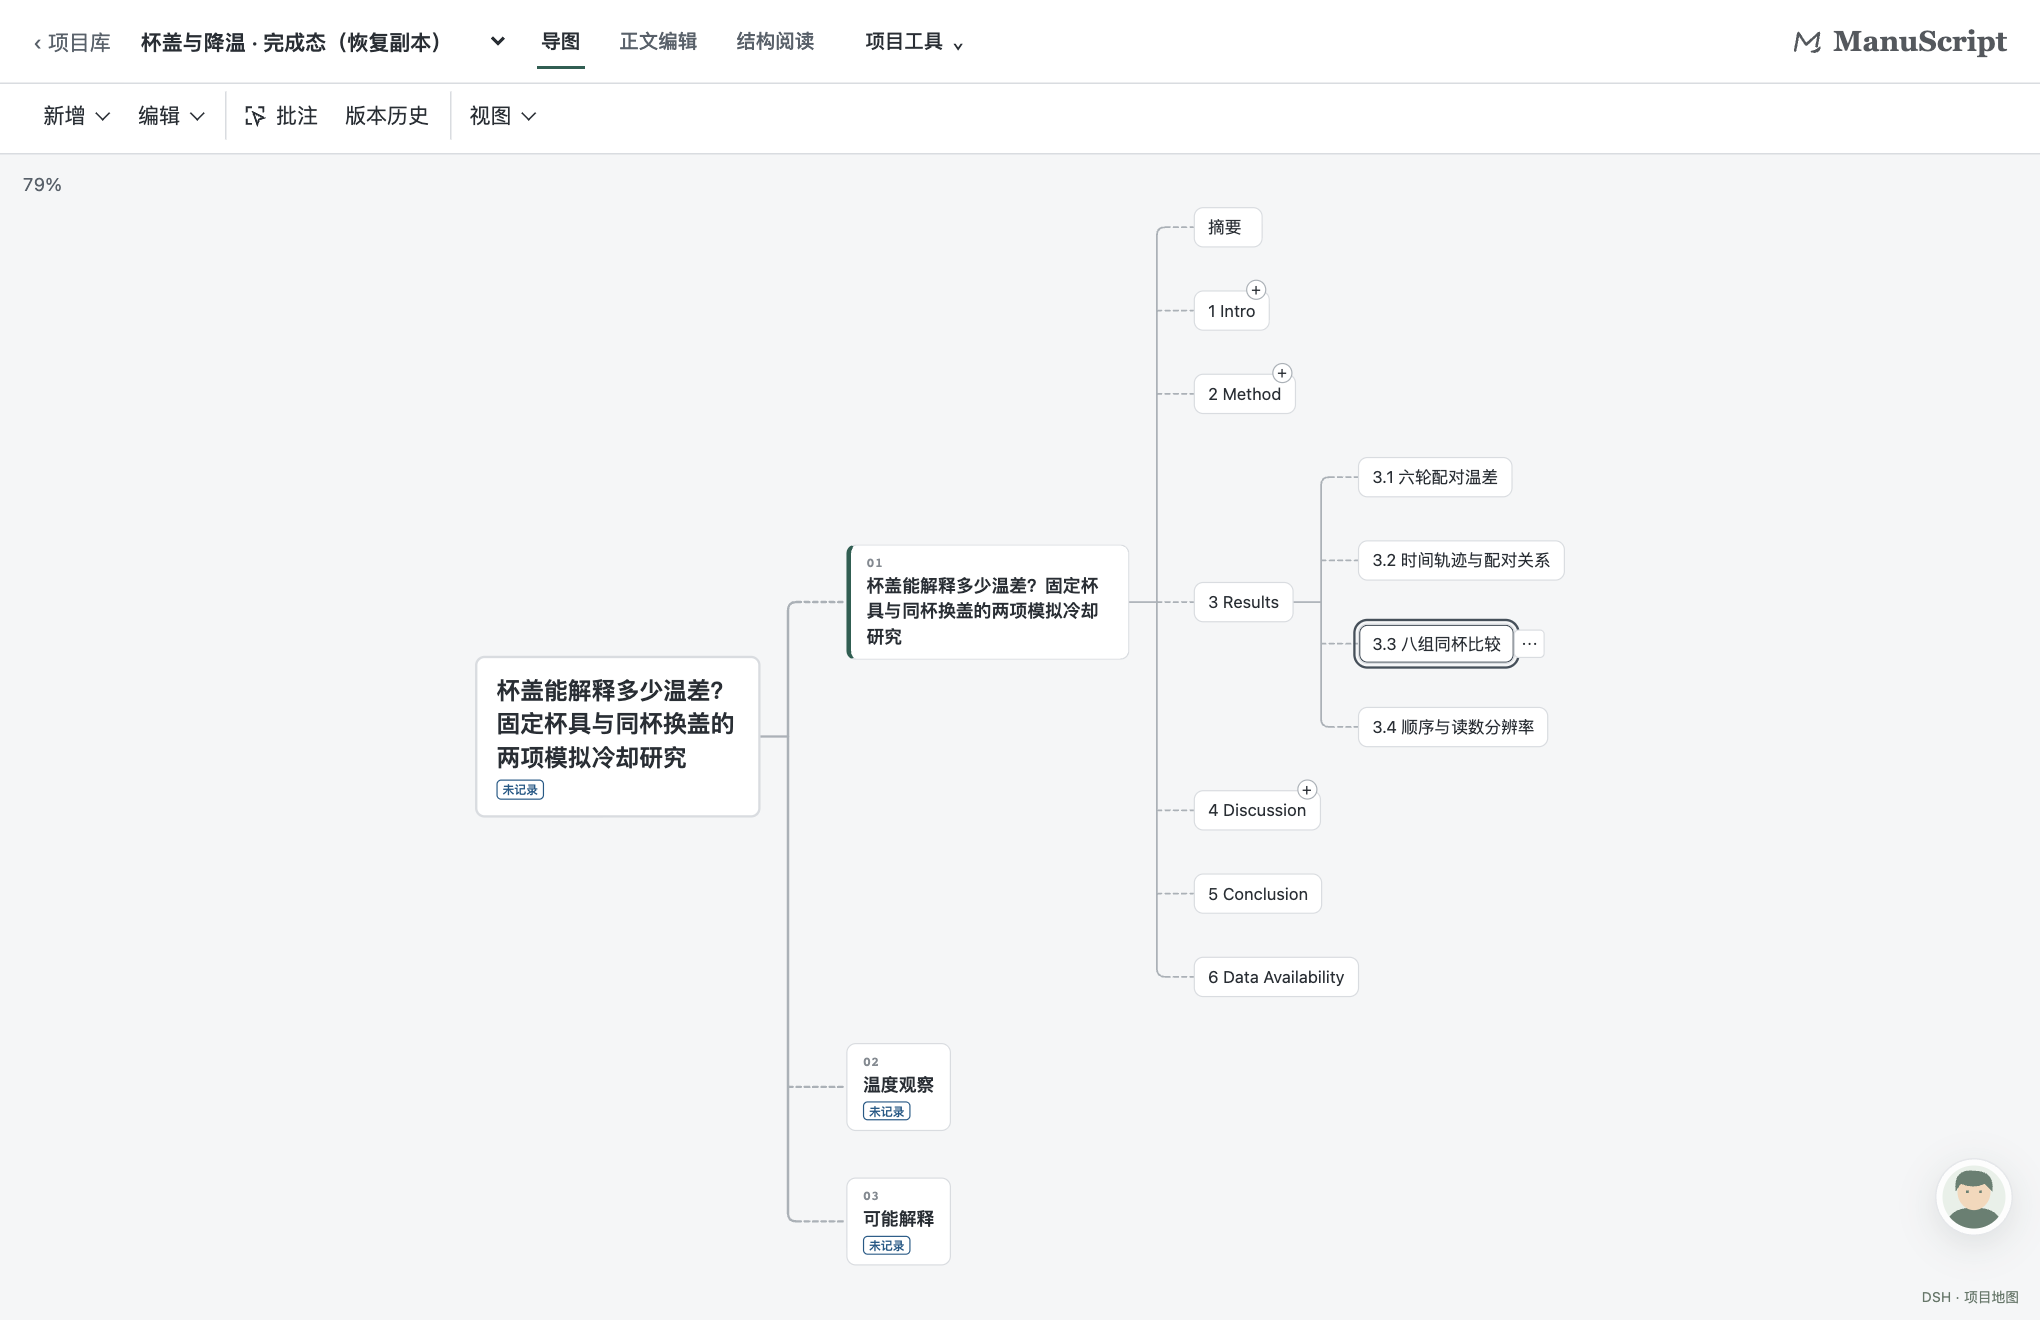 ‹ 项目库
杯盖与降温 · 完成态（恢复副本）
导图
正文编辑
结构阅读
项目工具
ManuScript
新增
编辑
批注
版本历史
视图
79%
杯盖能解释多少温差？
固定杯具与同杯换盖的
两项模拟冷却研究
未记录
01
杯盖能解释多少温差？固定杯
具与同杯换盖的两项模拟冷却
研究
摘要
1 Intro
2 Method
3 Results
3.1 六轮配对温差
3.2 时间轨迹与配对关系
3.3 八组同杯比较
···
3.4 顺序与读数分辨率
4 Discussion
5 Conclusion
6 Data Availability
02
温度观察
未记录
03
可能解释
未记录
DSH · 项目地图